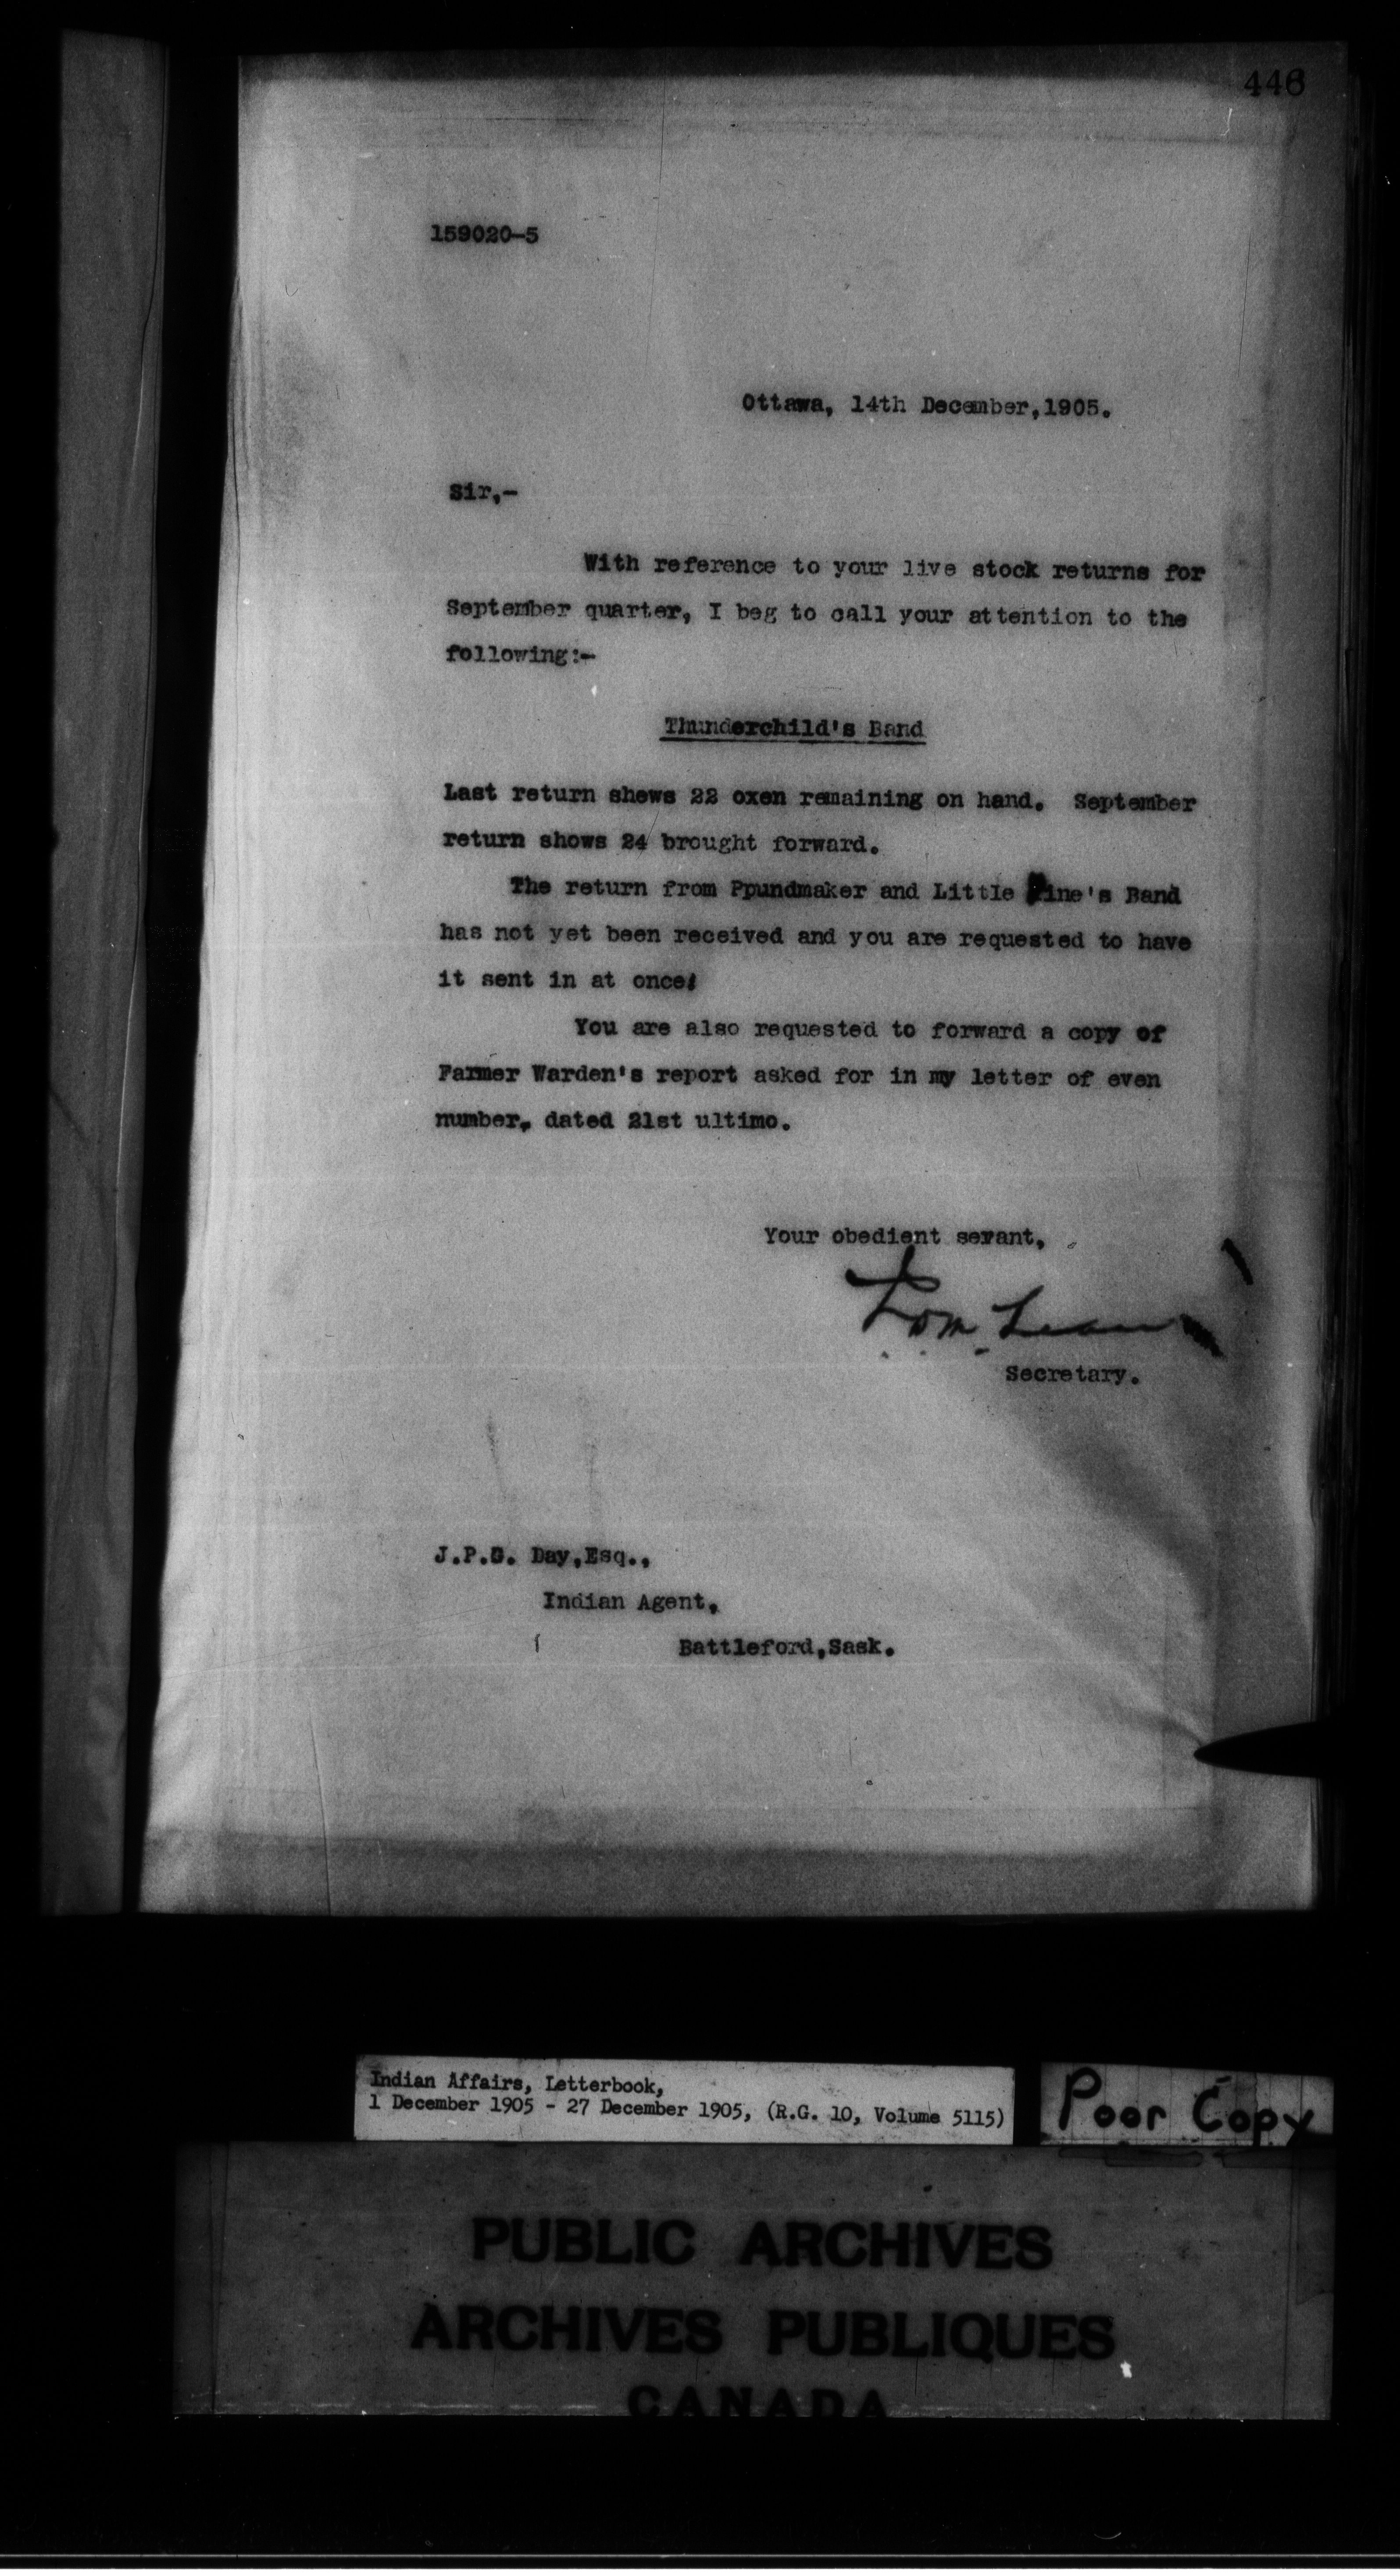 446
159020-5
Ottawa, 14th December,1905.
Sir,-
With reference to your live stock returns for
September quarter, I beg to call your attention to the
following:-
Thunderchild's Band
Last return shews 22 oxen remaining on hand. September
return shows 24 brought forward.
The return from Ppundmaker and Little Pine's Band
has not yet been received and you are requested to have
it sent in at once.
You are also requested to forward a copy of
Farmer Warden's report asked for in my letter of even
number, dated 21st ultimo.
Your obedient servant,
Secretary.
J.P.G. Day,Esq.,
Indian Agent,
Battleford,Sask.
Indian Affairs, Letterbook,
1 December 1905 - 27 December 1905, (R.G. 10, Volume 5115)
Poor Copy
PUBLIC ARCHIVES
ARCHIVES PUBLIQUES
CANADA